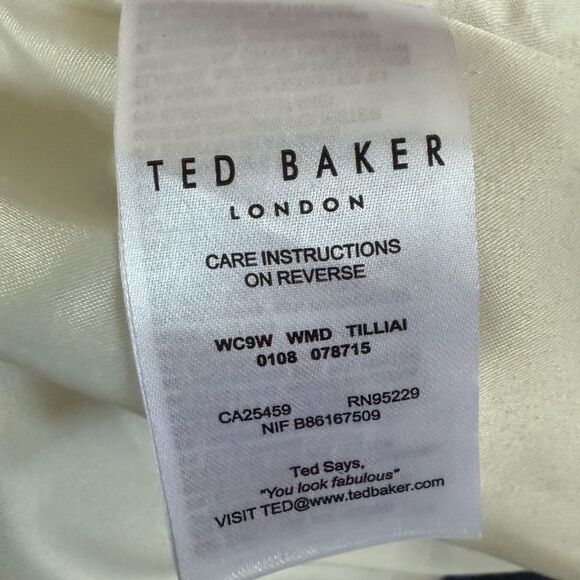 TED BAKER
LONDON
CARE INSTRUCTIONS
ON REVERSE
WC9W WMD TILLIAI
0108 078715
CA25459 RN95229
NIF B86167509
Ted Says,
"You look fabulous"
VISIT TED@www.tedbaker.com